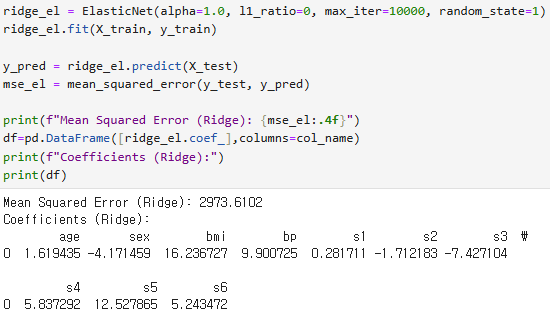 ridge_el = ElasticNet(alpha=1.0, l1_ratio=0, max_iter=10000, random_state=1)
ridge_el.fit(X_train, y_train)
y_pred = ridge_el.predict(X_test)
mse_el = mean_squared_error(y_test, y_pred)
print(f"Mean Squared Error (Ridge): {mse_el:.4f}")
df=pd.DataFrame([ridge_el.coef_],columns=col_name)
print(f"Coefficients (Ridge):")
print(df)
Mean Squared Error (Ridge): 2973.6102
Coefficients (Ridge):
age sex bmi bp s1 s2 s3 ₩
0 1.619435 -4.171459 16.236727 9.900725 0.281711 -1.712183 -7.427104
s4 s5 s6
0 5.837292 12.527865 5.243472